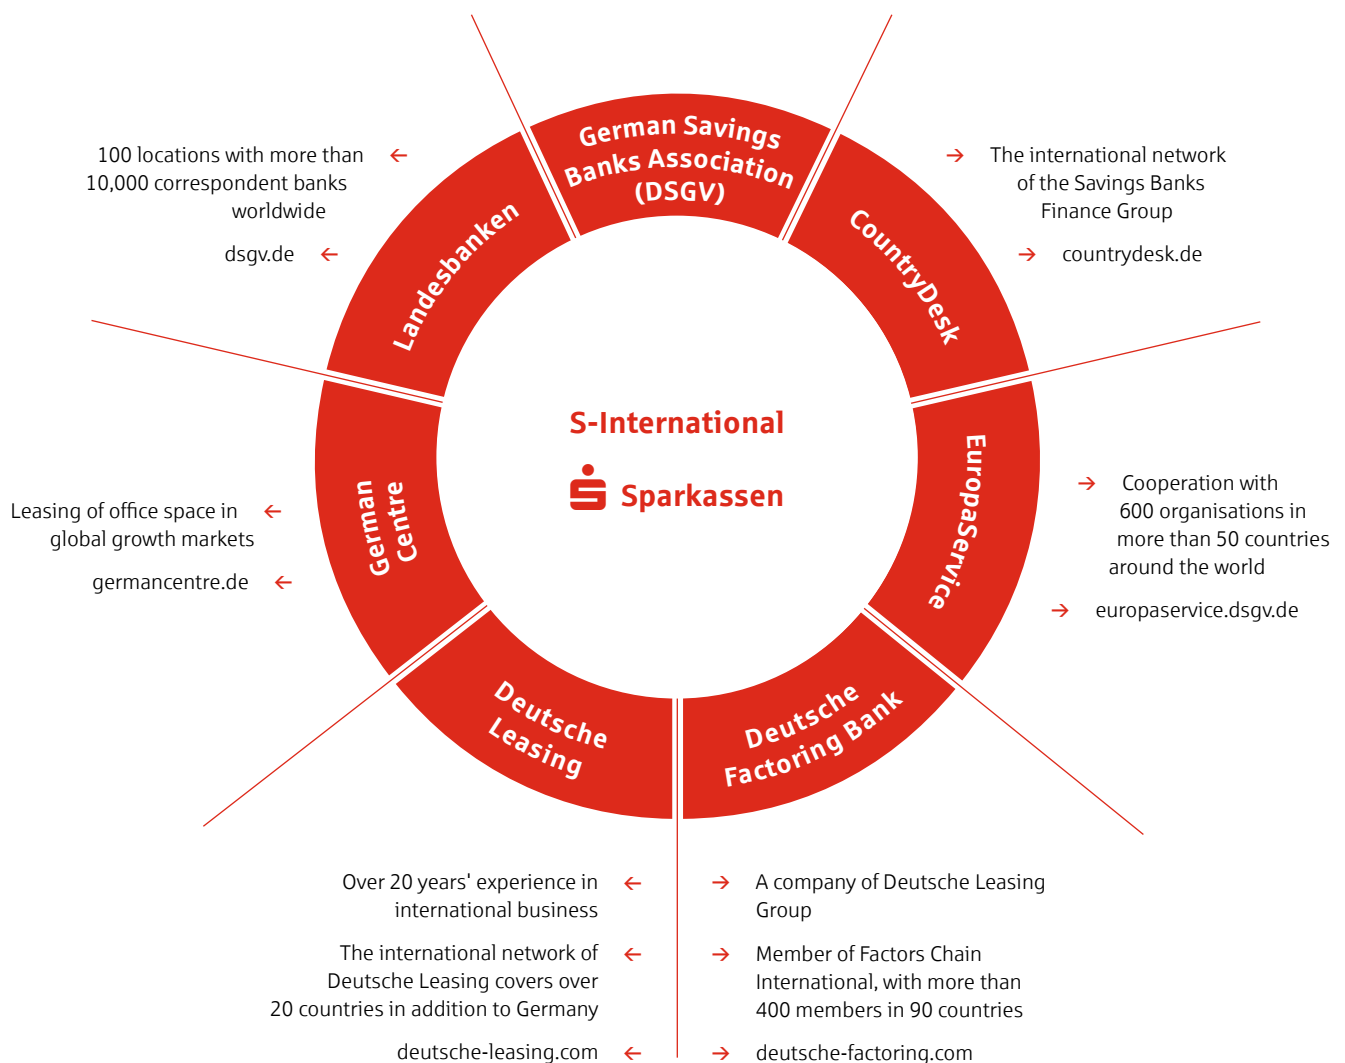 German Savings
Banks Association
(DSGV)
100 locations with more than
10,000 correspondent banks
worldwide
dsgv.de
Landesbanken
CountryDesk
The international network
of the Savings Banks
Finance Group
countrydesk.de
S-International
Sparkassen
Leasing of office space in
global growth markets
germancentre.de
German
Centre
EuropaService
Cooperation with
600 organisations in
more than 50 countries
around the world
europaservice.dsgv.de
Deutsche
Leasing
Deutsche
Factoring Bank
Over 20 years' experience in
international business
The international network of
Deutsche Leasing covers over
20 countries in addition to Germany
deutsche-leasing.com
A company of Deutsche Leasing
Group
Member of Factors Chain
International, with more than
400 members in 90 countries
deutsche-factoring.com